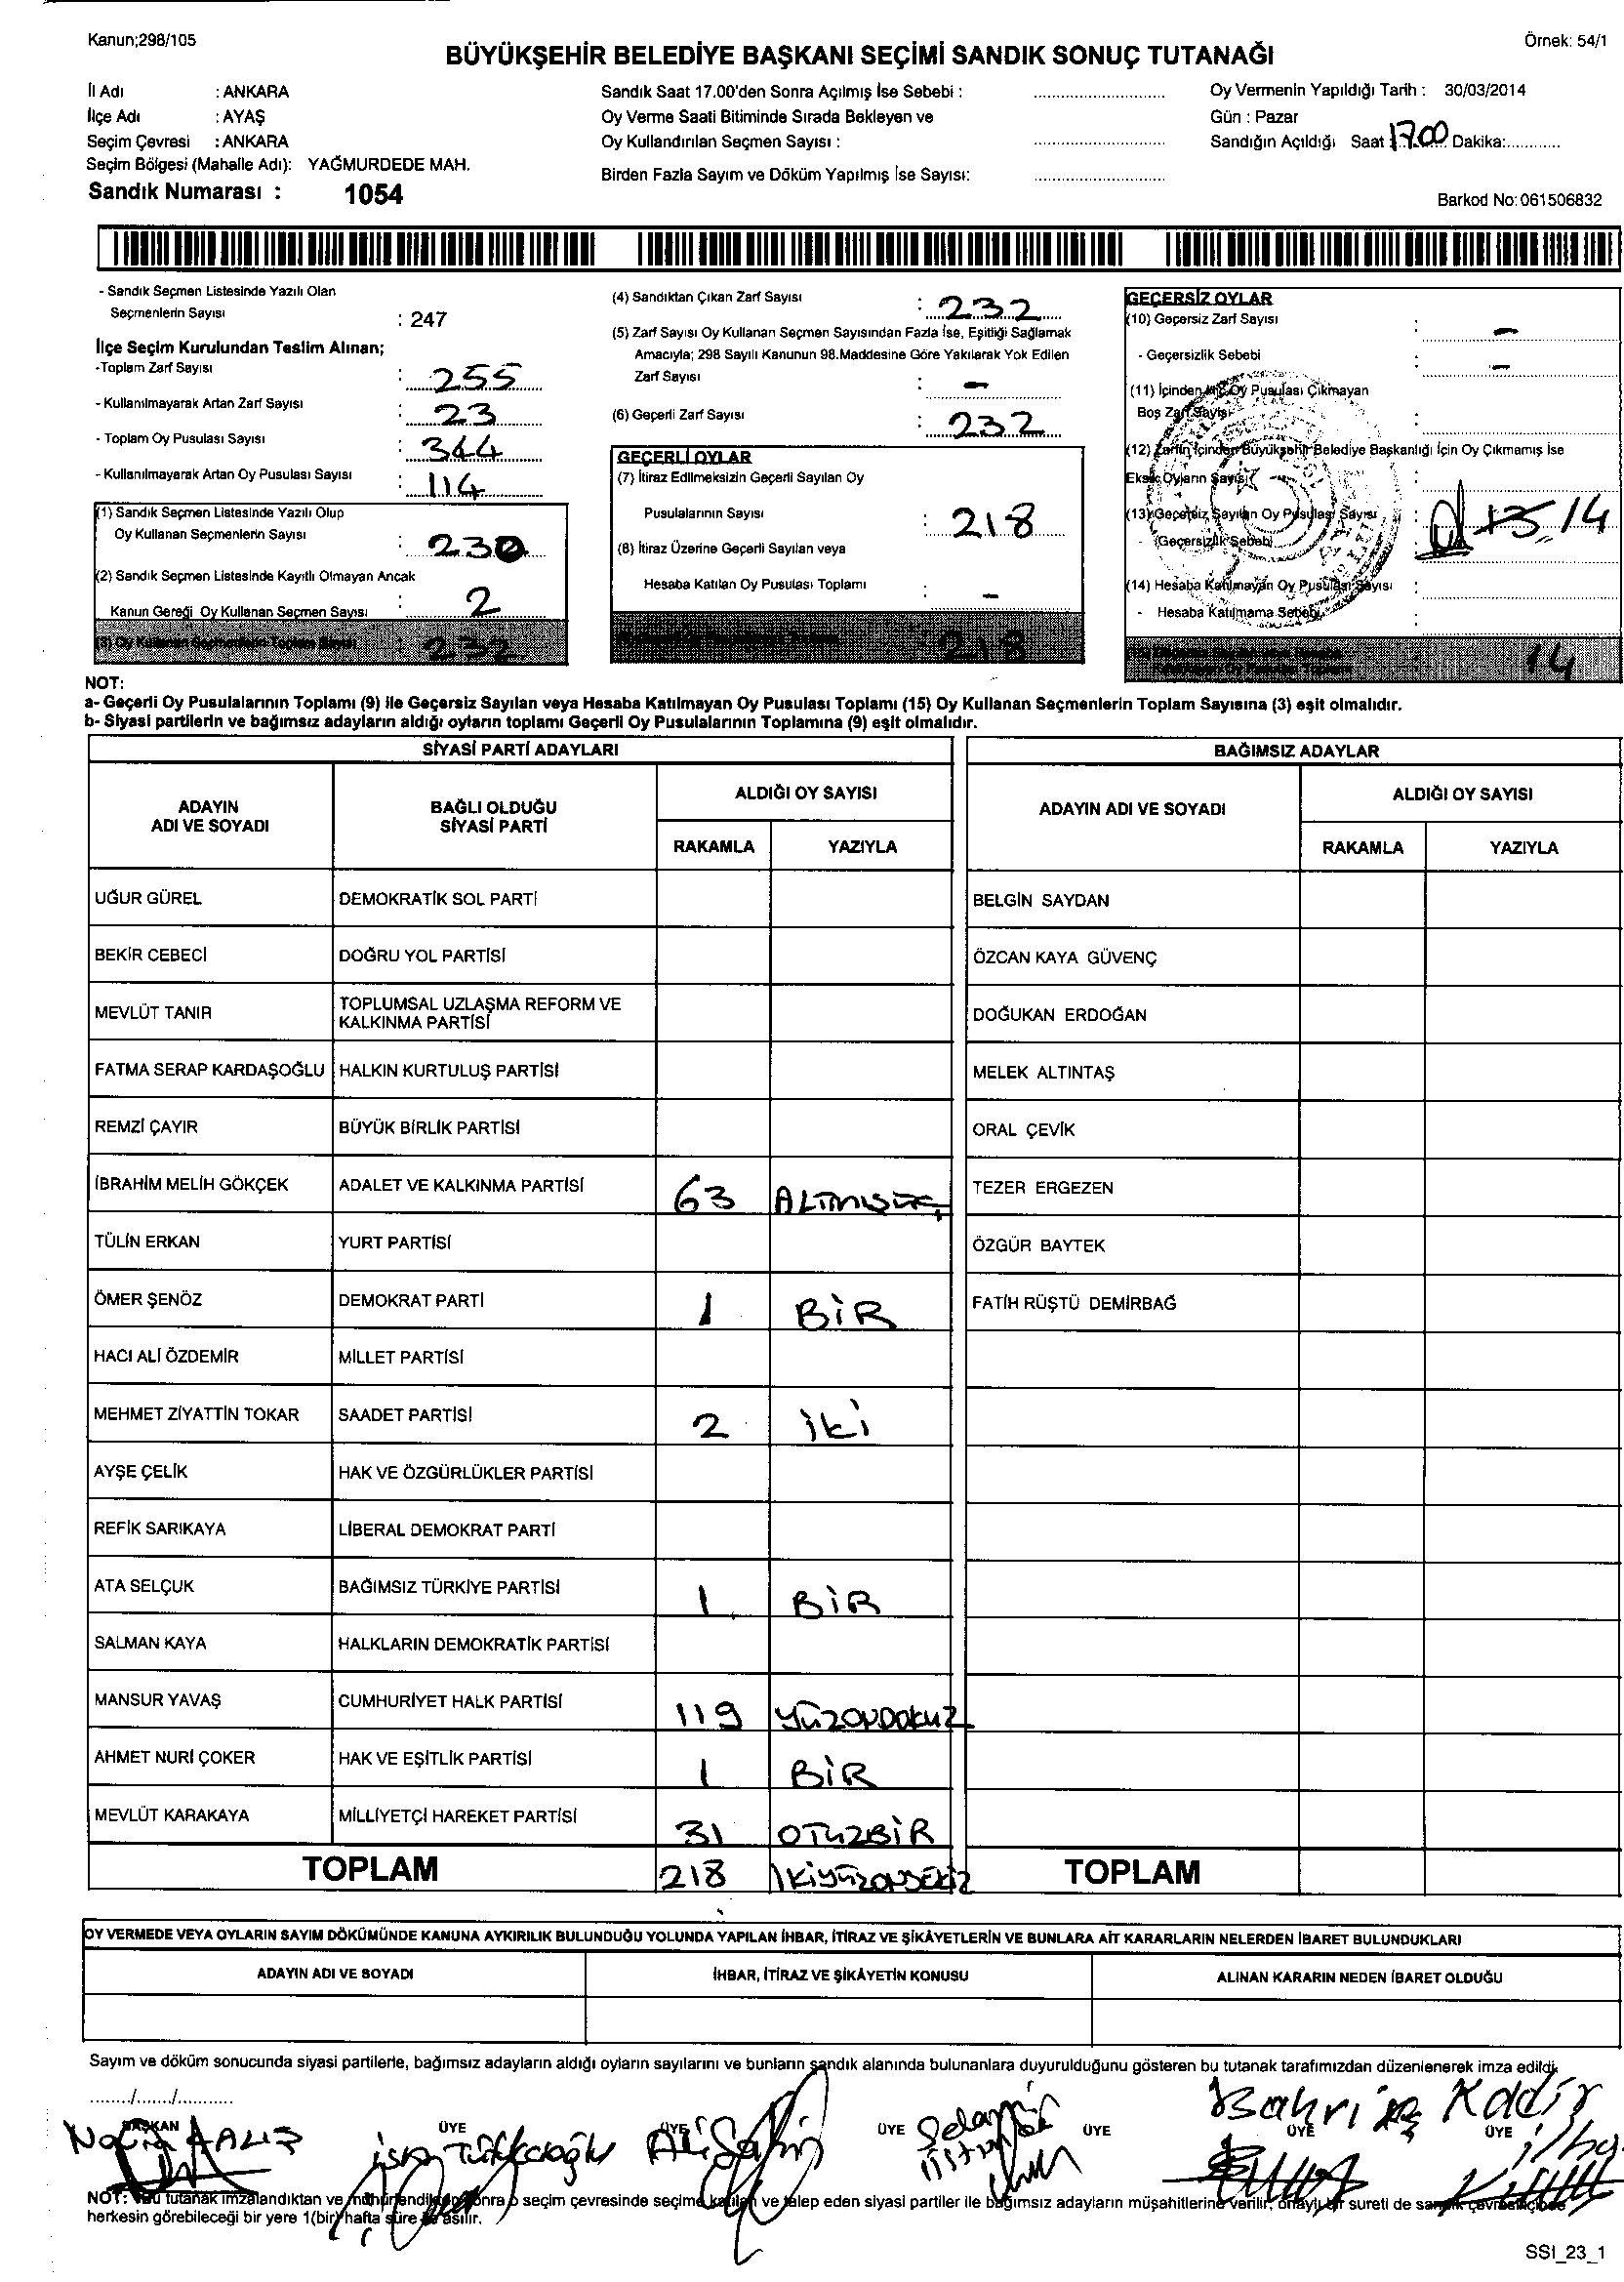 Kanun;298/105
Örnek: 54/1
BÜYÜKŞEHİR BELEDİYE BAŞKANI SEÇİMİ SANDIK SONUÇ TUTANAĞI
İl Adı : ANKARA
İlçe Adı : AYAŞ
Seçim Çevresi : ANKARA
Seçim Bölgesi (Mahalle Adı): YAĞMURDEDE MAH.
Sandık Numarası : 1054
Sandık Saat 17.00'den Sonra Açılmış İse Sebebi :
Oy Verme Saati Bitiminde Sırada Bekleyen ve
Oy Kullandırılan Seçmen Sayısı :
Birden Fazla Sayım ve Döküm Yapılmış İse Sayısı:
Oy Vermenin Yapıldığı Tarih : 30/03/2014
Gün : Pazar
Sandığın Açıldığı Saat : 17.00 Dakika:
Barkod No:061506832
- Sandık Seçmen Listesinde Yazılı Olan
Seçmenlerin Sayısı : 247
İlçe Seçim Kurulundan Teslim Alınan;
-Toplam Zarf Sayısı : 255
- Kullanılmayarak Artan Zarf Sayısı : 23
- Toplam Oy Pusulası Sayısı : 344
- Kullanılmayarak Artan Oy Pusulası Sayısı : 114
(1) Sandık Seçmen Listesinde Yazılı Olup
Oy Kullanan Seçmenlerin Sayısı : 230
(2) Sandık Seçmen Listesinde Kayıtlı Olmayan Ancak
Kanun Gereği Oy Kullanan Seçmen Sayısı : 2
(3) Oy Kullanan Seçmenlerin Toplam Sayısı : 232
(4) Sandıktan Çıkan Zarf Sayısı : 232
(5) Zarf Sayısı Oy Kullanan Seçmen Sayısından Fazla İse, Eşitliği Sağlamak
Amacıyla; 298 Sayılı Kanunun 98.Maddesine Göre Yakılarak Yok Edilen
Zarf Sayısı : -
(6) Geçerli Zarf Sayısı : 232
GEÇERLİ OYLAR
(7) İtiraz Edilmeksizin Geçerli Sayılan Oy
Pusulalarının Sayısı : 218
(8) İtiraz Üzerine Geçerli Sayılan veya
Hesaba Katılan Oy Pusulası Toplamı : -
218
GEÇERSİZ OYLAR
(10) Geçersiz Zarf Sayısı : -
- Geçersizlik Sebebi : -
(11) İçinden Hiç Oy Pusulası Çıkmayan
Boş Zarf Sayısı :
(12) Zarfın İçinden Büyükşehir Belediye Başkanlığı İçin Oy Çıkmamış İse
Eksik Oyların Sayısı :
(13) Geçersiz Sayılan Oy Pusulası Sayısı : 13 14
- Geçersizlik Sebebi :
(14) Hesaba Katılmayan Oy Pusulası Sayısı :
- Hesaba Katılmama Sebebi :
14
NOT:
a- Geçerli Oy Pusulalarının Toplamı (9) ile Geçersiz Sayılan veya Hesaba Katılmayan Oy Pusulası Toplamı (15) Oy Kullanan Seçmenlerin Toplam Sayısına (3) eşit olmalıdır.
b- Siyasi partilerin ve bağımsız adayların aldığı oyların toplamı Geçerli Oy Pusulalarının Toplamına (9) eşit olmalıdır.
SİYASİ PARTİ ADAYLARI
ADAYIN ADI VE SOYADI
BAĞLI OLDUĞU SİYASİ PARTİ
ALDIĞI OY SAYISI
RAKAMLA YAZIYLA
UĞUR GÜREL DEMOKRATİK SOL PARTİ
BEKİR CEBECİ DOĞRU YOL PARTİSİ
MEVLÜT TANIR TOPLUMSAL UZLAŞMA REFORM VE
KALKINMA PARTİSİ
FATMA SERAP KARDAŞOĞLU HALKIN KURTULUŞ PARTİSİ
REMZİ ÇAYIR BÜYÜK BİRLİK PARTİSİ
İBRAHİM MELİH GÖKÇEK ADALET VE KALKINMA PARTİSİ 63 ALTMIŞÜÇ
TÜLİN ERKAN YURT PARTİSİ
ÖMER ŞENÖZ DEMOKRAT PARTİ 1 BİR
HACI ALİ ÖZDEMİR MİLLET PARTİSİ
MEHMET ZİYATTİN TOKAR SAADET PARTİSİ 2 iki
AYŞE ÇELİK HAK VE ÖZGÜRLÜKLER PARTİSİ
REFİK SARIKAYA LİBERAL DEMOKRAT PARTİ
ATA SELÇUK BAĞIMSIZ TÜRKİYE PARTİSİ 1 BİR
SALMAN KAYA HALKLARIN DEMOKRATİK PARTİSİ
MANSUR YAVAŞ CUMHURİYET HALK PARTİSİ 119 YÜZONDOKUZ
AHMET NURİ ÇOKER HAK VE EŞİTLİK PARTİSİ 1 BİR
MEVLÜT KARAKAYA MİLLİYETÇİ HAREKET PARTİSİ 31 OTUZBİR
TOPLAM 218 İKİYÜZONSEKİZ
BAĞIMSIZ ADAYLAR
ADAYIN ADI VE SOYADI
ALDIĞI OY SAYISI
RAKAMLA YAZIYLA
BELGİN SAYDAN
ÖZCAN KAYA GÜVENÇ
DOĞUKAN ERDOĞAN
MELEK ALTINTAŞ
ORAL ÇEVİK
TEZER ERGEZEN
ÖZGÜR BAYTEK
FATİH RÜŞTÜ DEMİRBAĞ
TOPLAM
OY VERMEDE VEYA OYLARIN SAYIM DÖKÜMÜNDE KANUNA AYKIRILIK BULUNDUĞU YOLUNDA YAPILAN İHBAR, İTİRAZ VE ŞİKÂYETLERİN VE BUNLARA AİT KARARLARIN NELERDEN İBARET BULUNDUKLARI
ADAYIN ADI VE SOYADI
İHBAR, İTİRAZ VE ŞİKÂYETİN KONUSU
ALINAN KARARIN NEDEN İBARET OLDUĞU
Sayım ve döküm sonucunda siyasi partilerle, bağımsız adayların aldığı oyların sayılarını ve bunların sandık alanında bulunanlara duyurulduğunu gösteren bu tutanak tarafımızdan düzenlenerek imza edildi.
......../......./...........
BAŞKAN ÜYE ÜYE ÜYE ÜYE ÜYE ÜYE
Ali Şahin Bahri Kadir
NOT: İşbu tutanak imzalandıktan ve mühürlendikten sonra o seçim çevresinde seçime katılan ve talep eden siyasi partiler ile bağımsız adayların müşahitlerine verilir, onaylı bir sureti de sandık çevresi içinde
herkesin görebileceği bir yere 1(bir) hafta süre ile asılır.
SSI_23_1